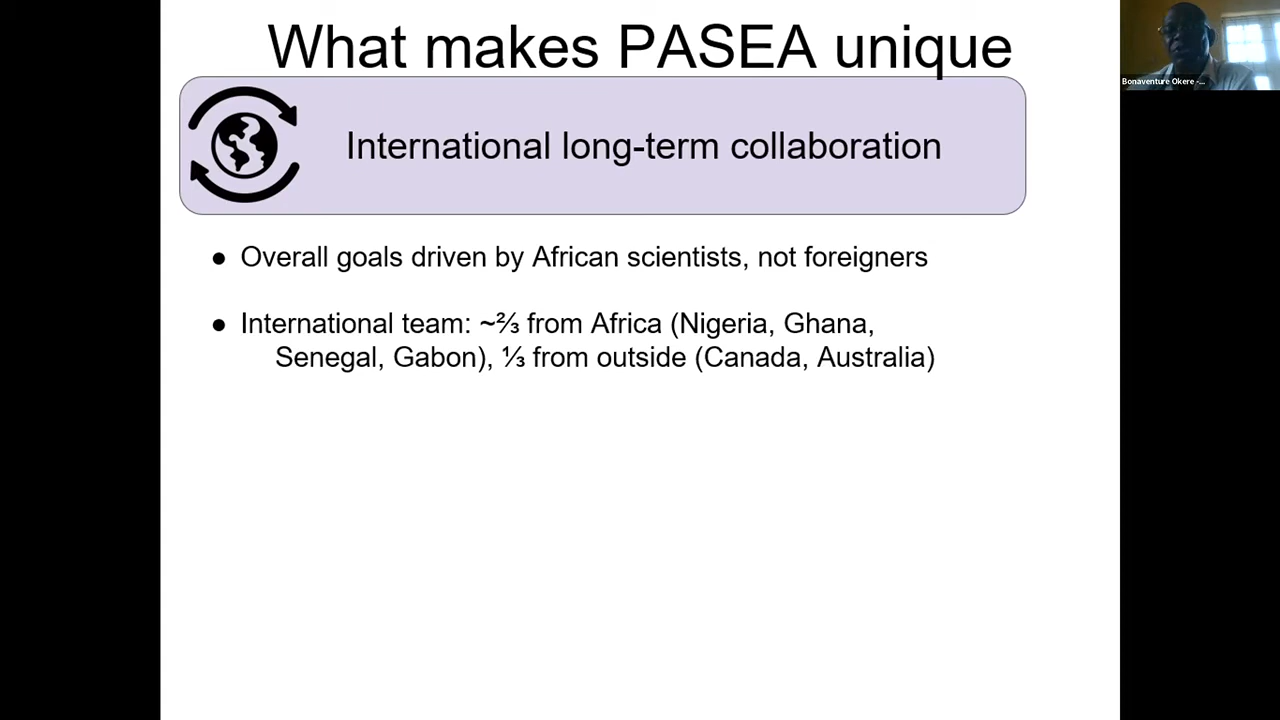 What makes PASEA unique
International long-term collaboration
● Overall goals driven by African scientists, not foreigners
● International team: ~⅔ from Africa (Nigeria, Ghana,
Senegal, Gabon), ⅓ from outside (Canada, Australia)
Bonaventure Okere -...